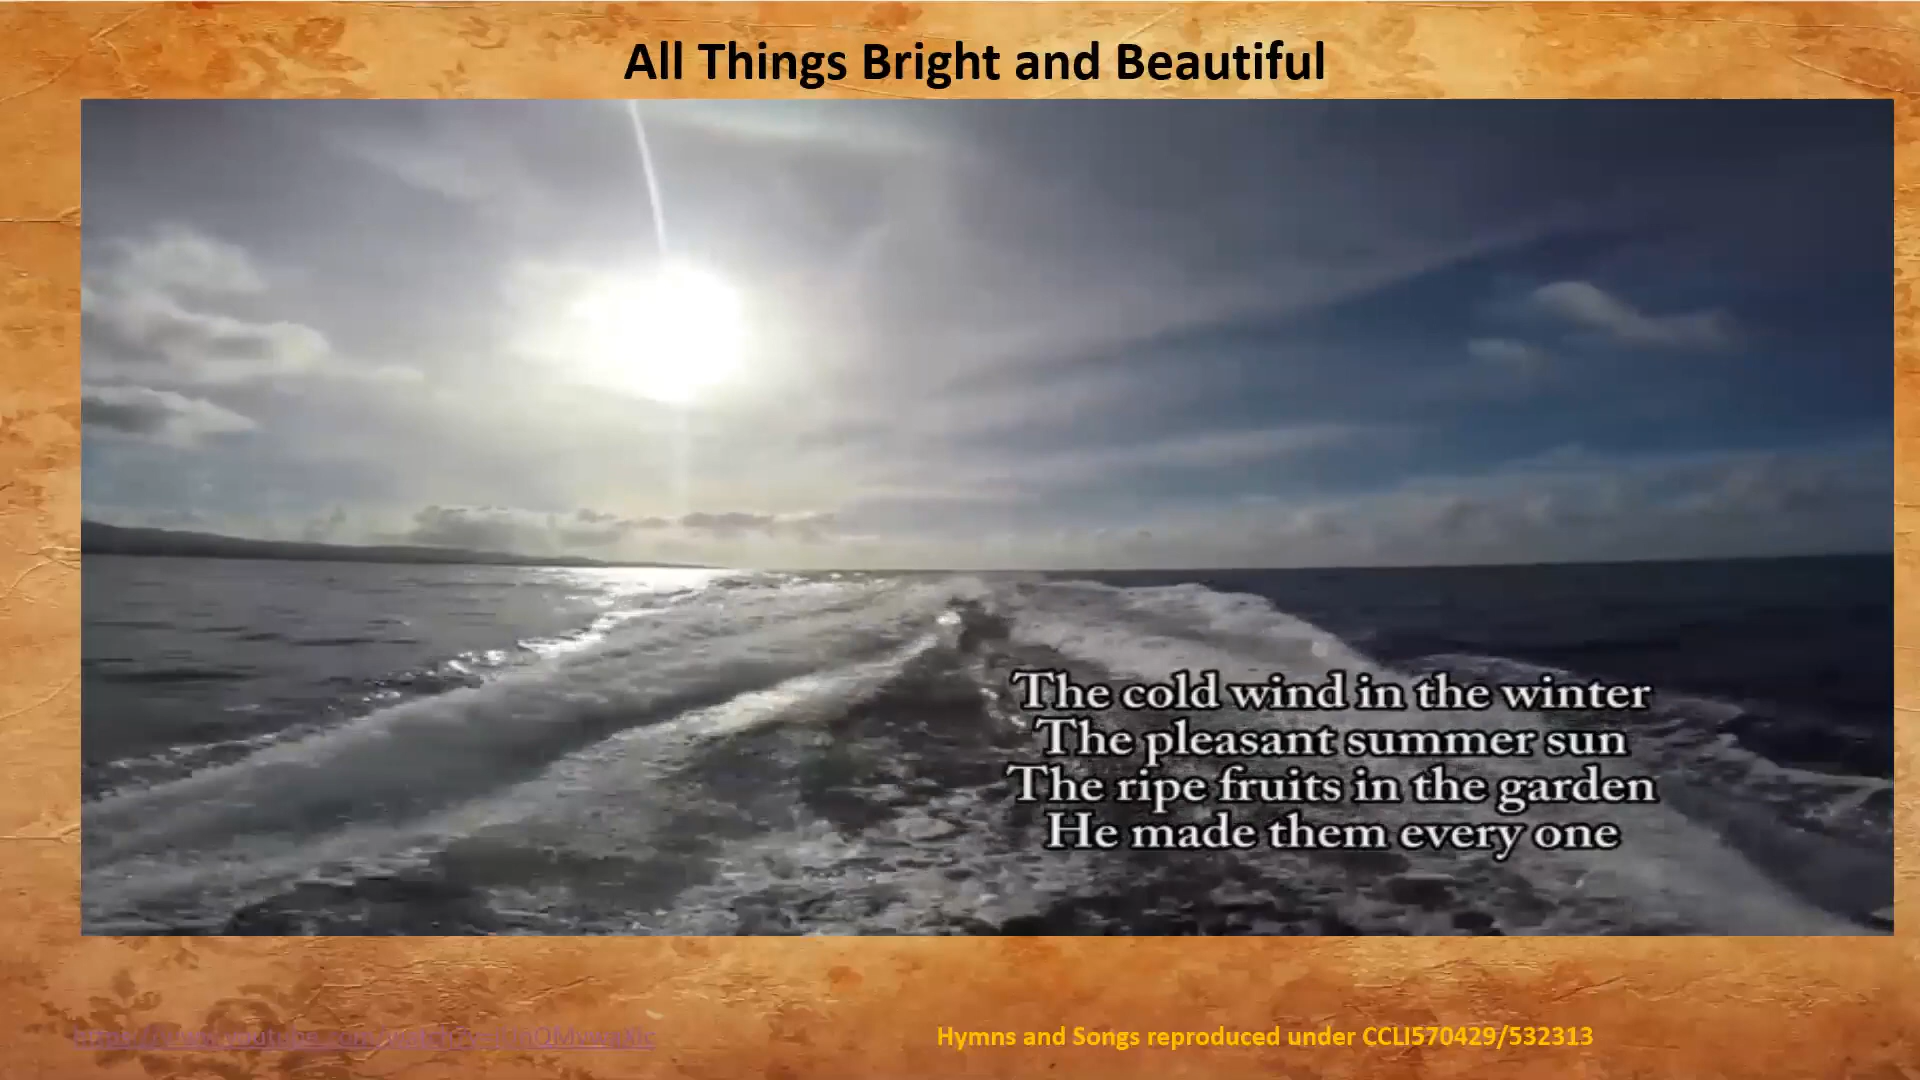 All Things Bright and Beautiful
The cold wind in the winter
The pleasant summer sun
The ripe fruits in the garden
He made them every one
Hymns and Songs reproduced under CCLI570429/532313